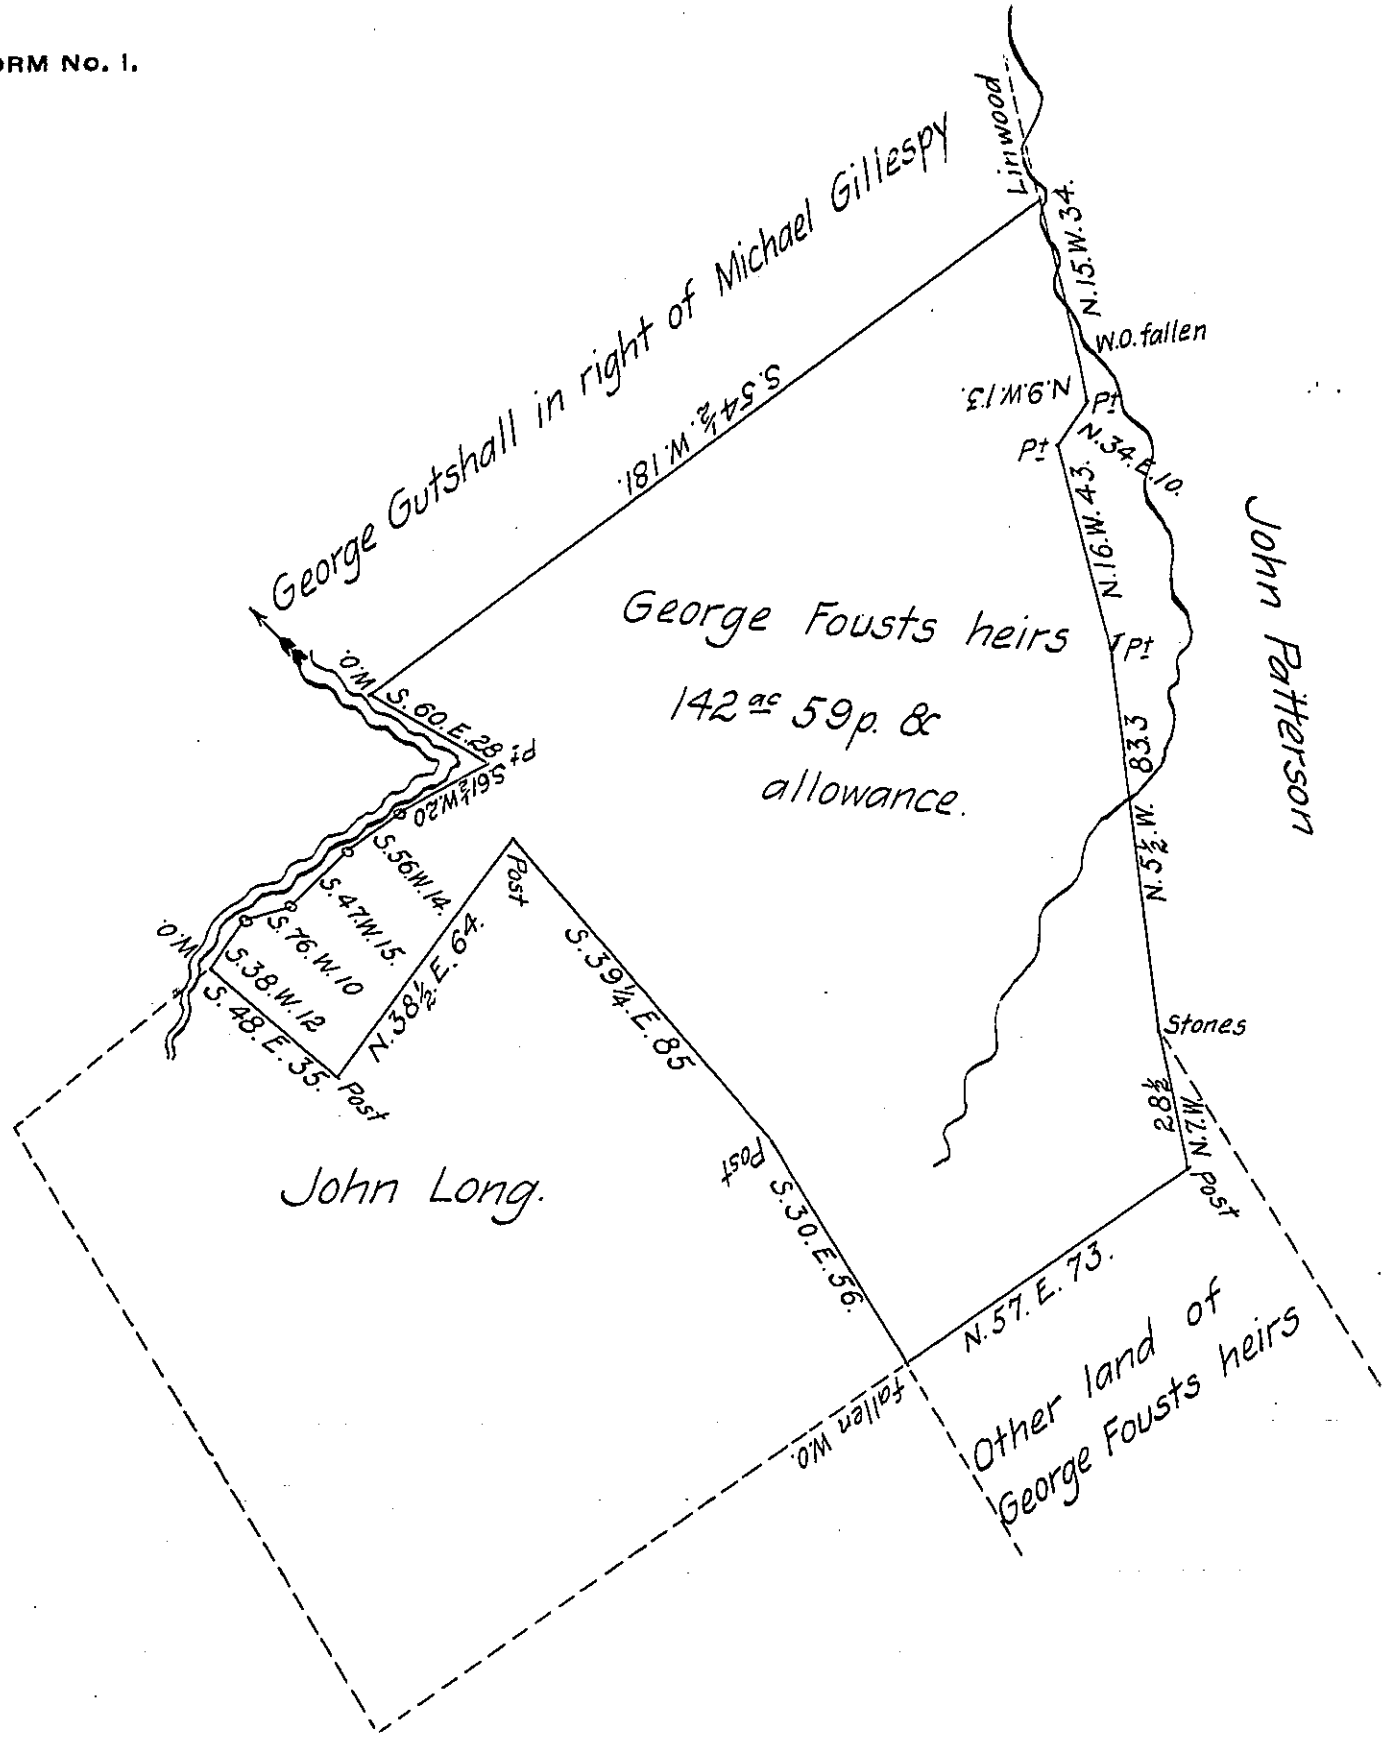 ORM No. 1.
George Gutshall in right of Michael Gillespy
Linwood
N.15.W.34.
W.O. fallen
S.54½.W.181.
N.9.W.13.
Pt
N.34.E.10.
Pt
N.16.W.43.
John Patterson
George Fousts heirs
142 ac 59p. &c
allowance.
Pt
N.5½.W. 83.3
W.O.
S.60.E.28
Pt
S.61½W.20
S.56.W.14.
S.47.W.15.
S.76.W.10
S.38.W.12
W.O.
S.48.E.35.
Post
N.38½.E.64.
Post
S.39¼.E.85
Stones
28½
N.7.W.
Post
Post
S.30.E.56.
John Long.
N.57.E.73.
fallen W.O.
Other land of
George Fousts heirs